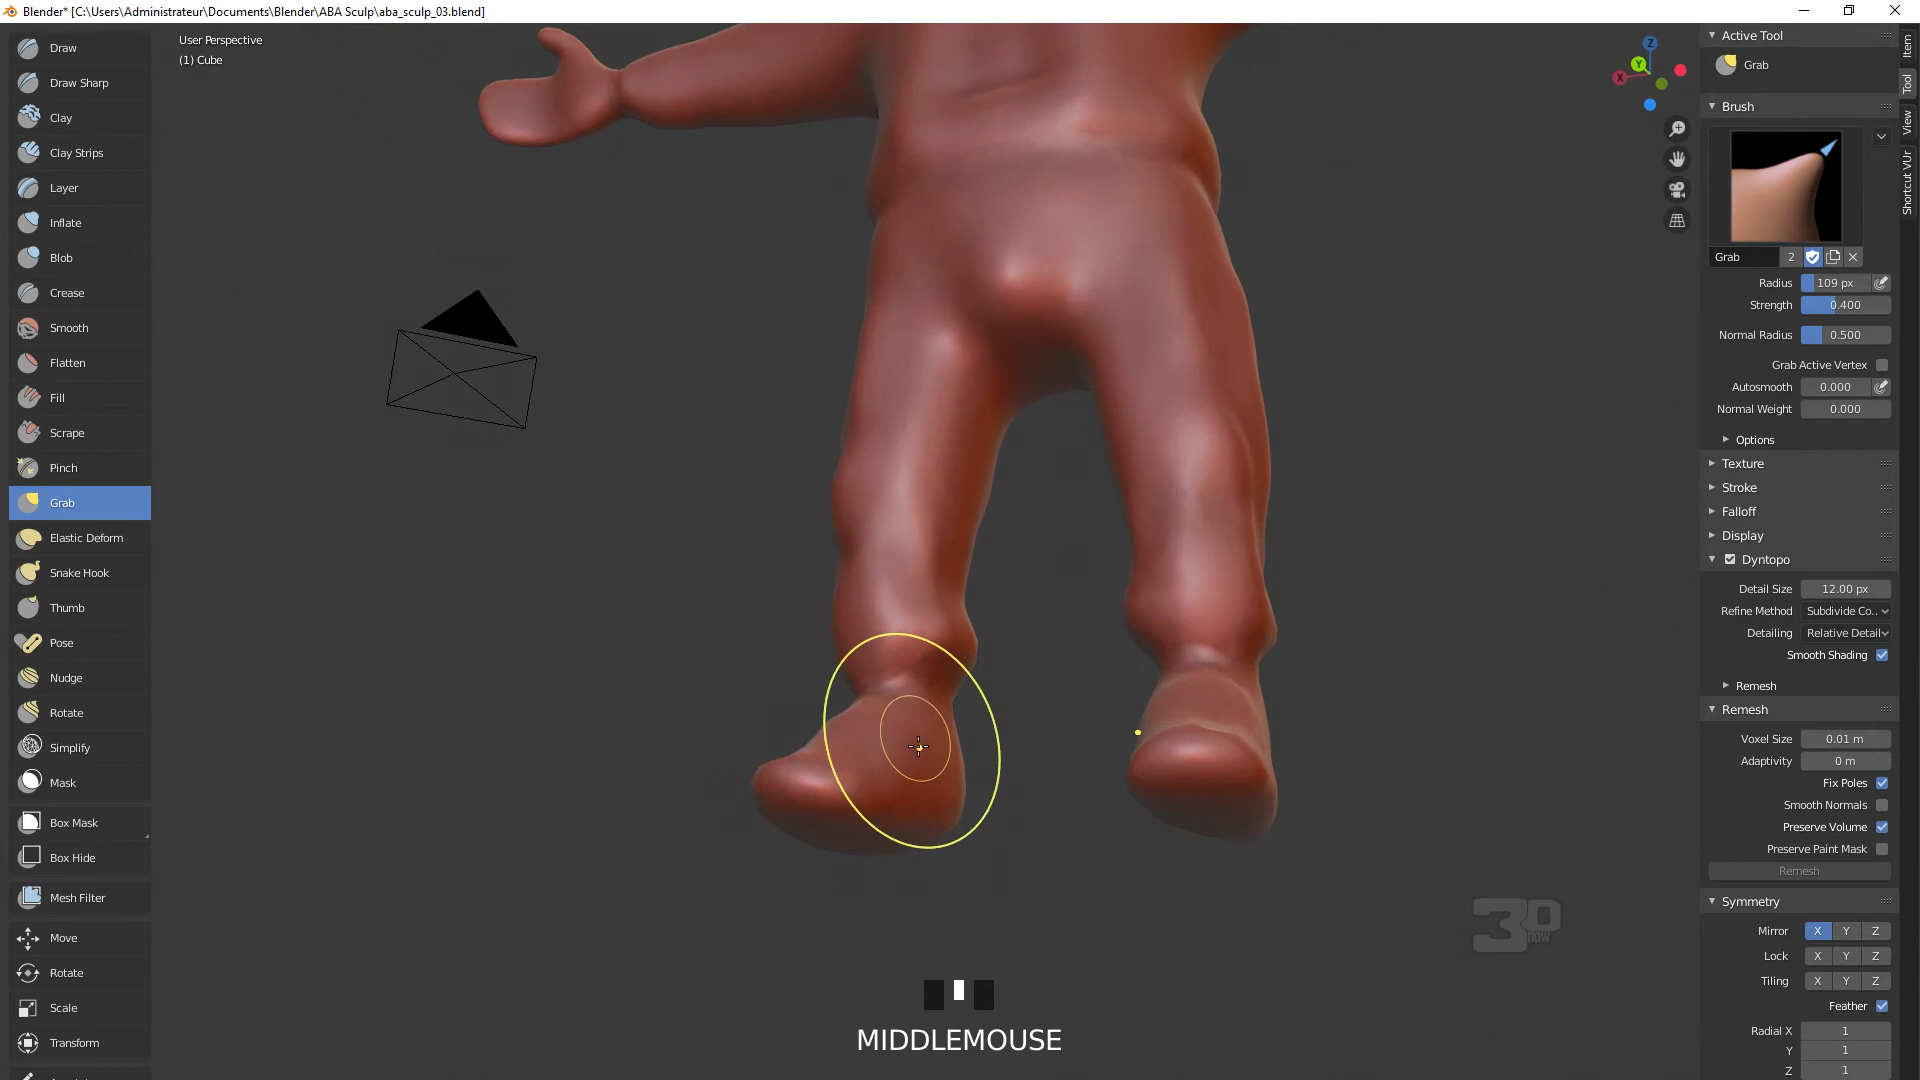 Blender* [C:\Users\Administrateur\Documents\Blender\ABA Sculp\aba_sculp_03.blend]
User Perspective
(1) Cube
Draw
Draw Sharp
Clay
Clay Strips
Layer
Inflate
Blob
Crease
Smooth
Flatten
Fill
Scrape
Pinch
Grab
Elastic Deform
Snake Hook
Thumb
Pose
Nudge
Rotate
Simplify
Mask
Box Mask
Box Hide
Mesh Filter
Move
Rotate
Scale
Transform
Z
Y
X
3D
NOW
MIDDLEMOUSE
Active Tool
Grab
Brush
Grab 2
Radius 109 px
Strength 0.400
Normal Radius 0.500
Grab Active Vertex
Autosmooth 0.000
Normal Weight 0.000
Options
Texture
Stroke
Falloff
Display
Dyntopo
Detail Size 12.00 px
Refine Method Subdivide Co..
Detailing Relative Detail
Smooth Shading
Remesh
Remesh
Voxel Size 0.01 m
Adaptivity 0 m
Fix Poles
Smooth Normals
Preserve Volume
Preserve Paint Mask
Remesh
Symmetry
Mirror X Y Z
Lock X Y Z
Tiling X Y Z
Feather
Radial X 1
Y 1
Z 1
Item
Tool
View
Shortcut VUr